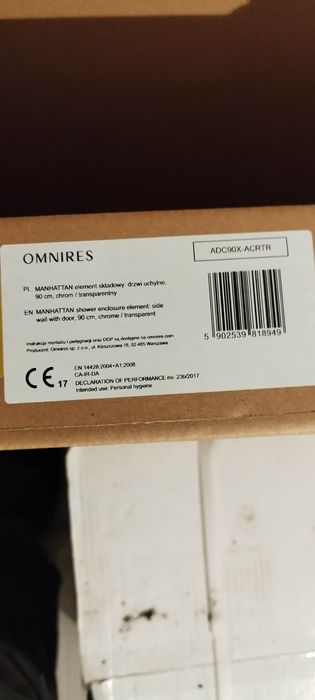 OMNIRES
ADC90X-ACRTR
PL MANHATTAN element składowy: drzwi uchylne,
90 cm, chrom / transparentny
EN MANHATTAN shower enclosure element: side
wall with door, 90 cm, chrome / transparent
5 902539 818949
Instrukcja montażu i pielęgnacji oraz DOP są dostępne na omnires.com
Producent: Omnires sp. z o.o., ul. Kleszczowa 18, 02-485 Warszawa
CE 17
EN 14428:2004+A1:2008
CA-IR-DA
DECLARATION OF PERFORMANCE no. 23b/2017
Intended use: Personal hygiene